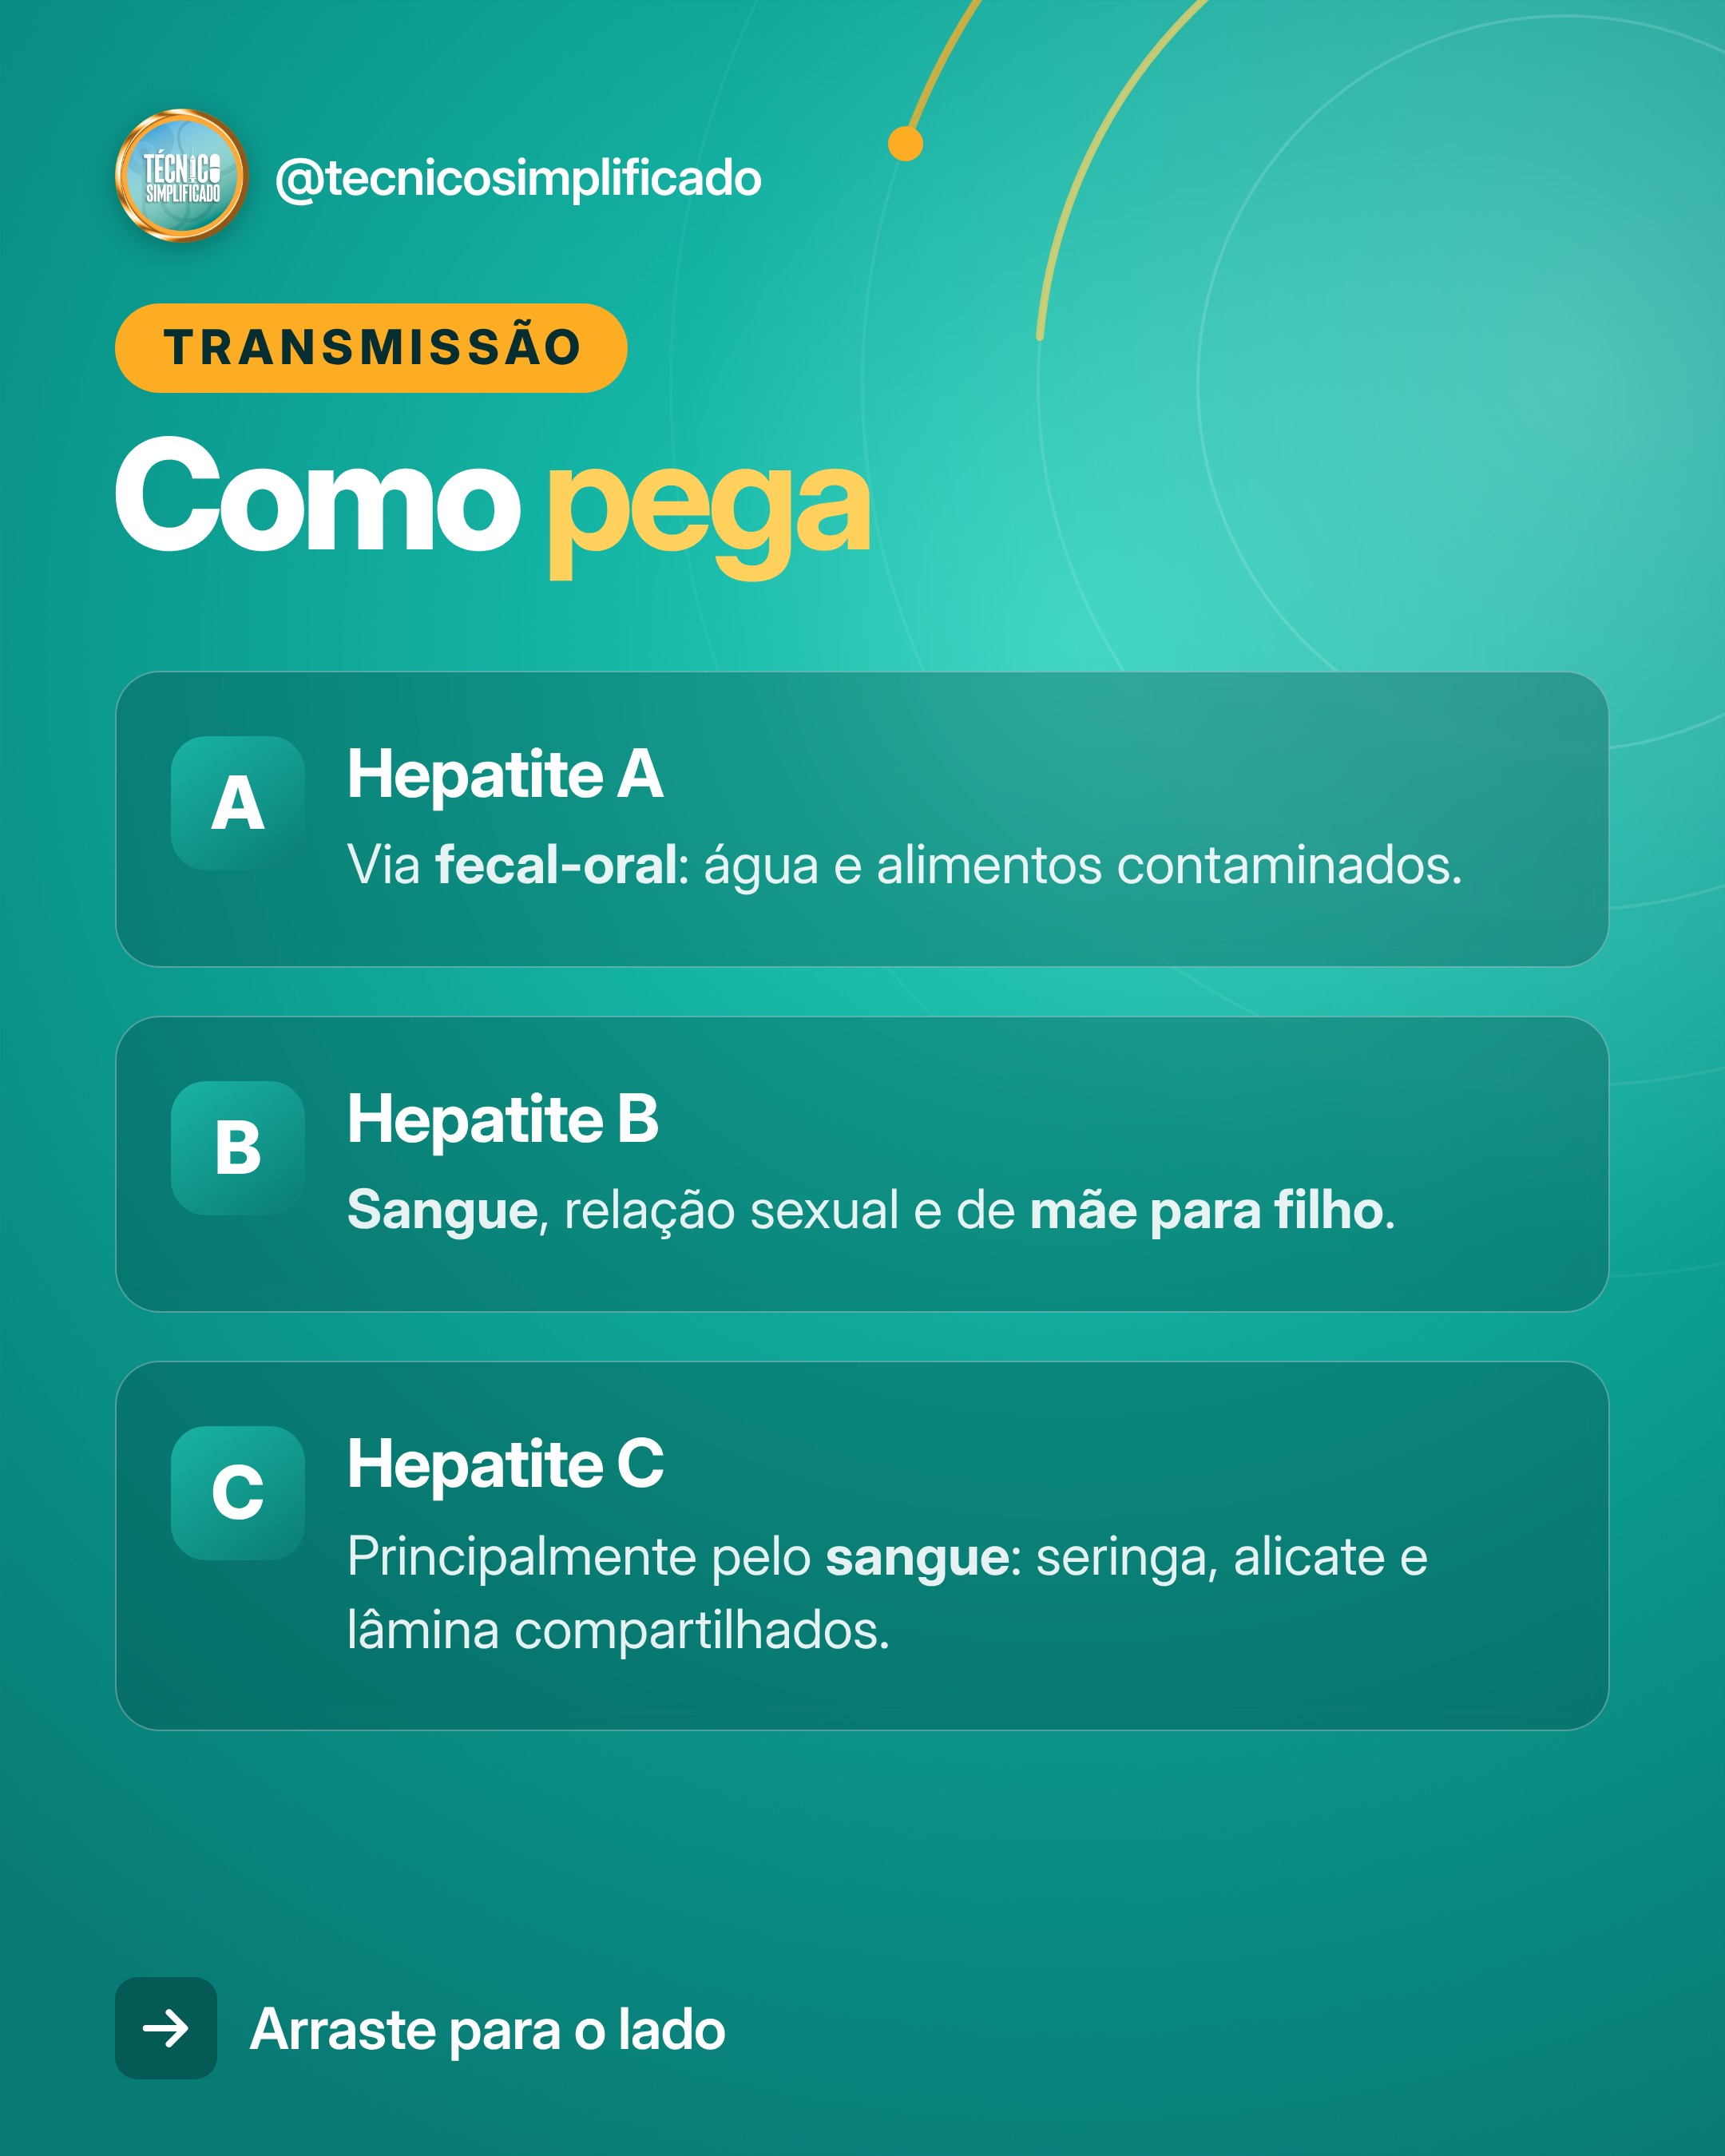 TÉCNICO
SIMPLIFICADO
@tecnicosimplificado
TRANSMISSÃO
Como pega
A
Hepatite A
Via fecal-oral: água e alimentos contaminados.
B
Hepatite B
Sangue, relação sexual e de mãe para filho.
C
Hepatite C
Principalmente pelo sangue: seringa, alicate e
lâmina compartilhados.
Arraste para o lado